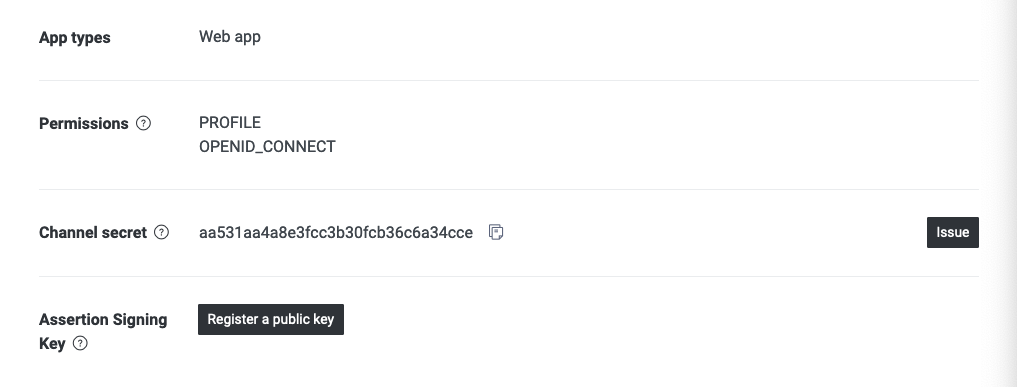 App types
Web app
Permissions
PROFILE
OPENID_CONNECT
Channel secret
aa531aa4a8e3fcc3b30fcb36c6a34cce
Issue
Assertion Signing
Key
Register a public key